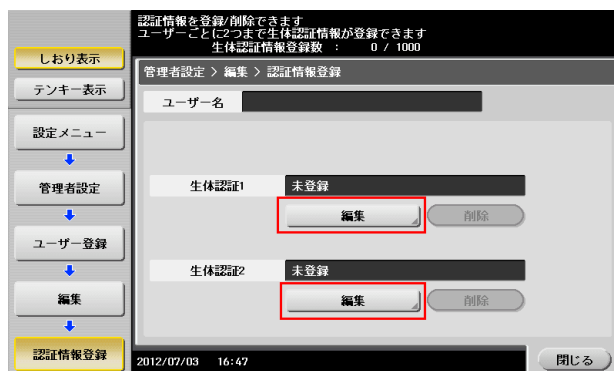 認証情報を登録/削除できます
ユーザーごとに2つまで生体認証情報が登録できます
生体認証情報登録数 : 0 / 1000
しおり表示
テンキー表示
設定メニュー
管理者設定
ユーザー登録
編集
認証情報登録
管理者設定 > 編集 > 認証情報登録
ユーザー名
生体認証1 未登録
編集 削除
生体認証2 未登録
編集 削除
2012/07/03 16:47
閉じる